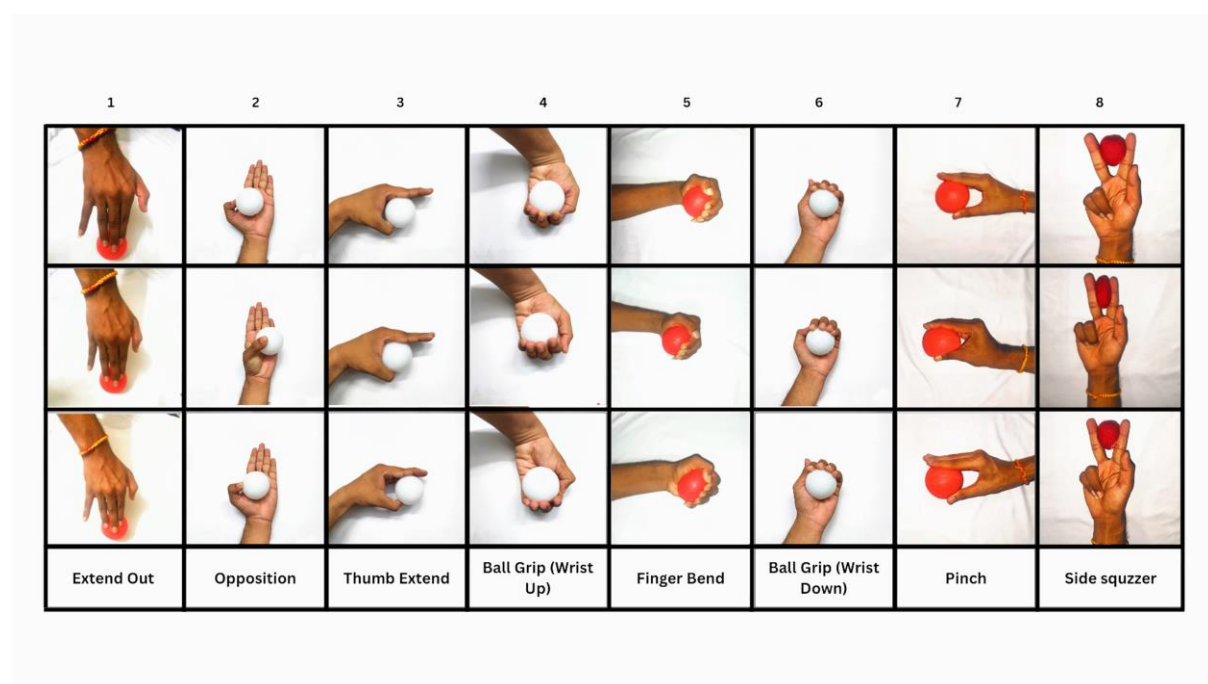 1 2 3 4 5 6 7 8
Extend Out
Opposition
Thumb Extend
Ball Grip (Wrist
Up)
Finger Bend
Ball Grip (Wrist
Down)
Pinch
Side squzzer